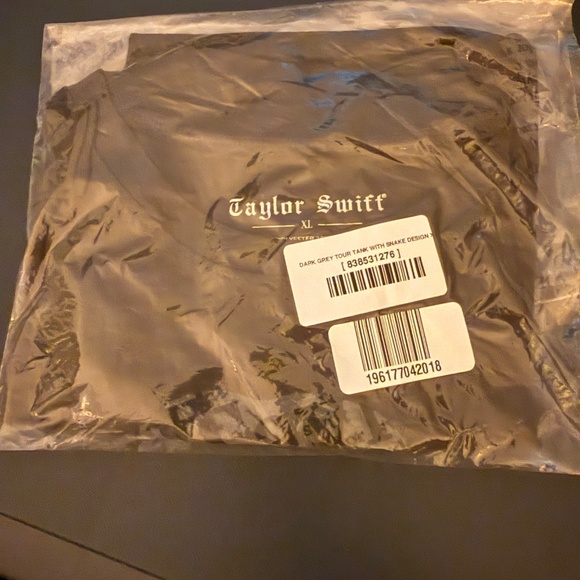 Taylor Swift
XL
DARK GREY TOUR TANK WITH SNAKE DESIGN
[ 838531276 ]
196177042018